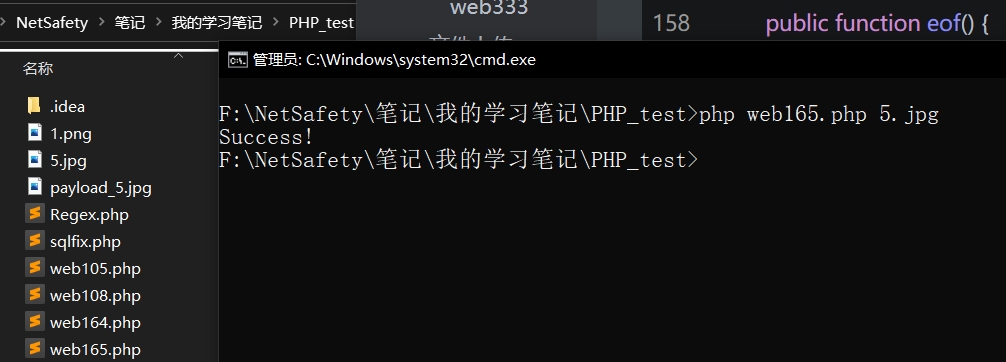 NetSafety > 笔记 > 我的学习笔记 > PHP_test
web333
158 public function eof() {
名称
管理员: C:\Windows\system32\cmd.exe
.idea
1.png
5.jpg
payload_5.jpg
Regex.php
sqlfix.php
web105.php
web108.php
web164.php
web165.php
F:\NetSafety\笔记\我的学习笔记\PHP_test>php web165.php 5.jpg
Success!
F:\NetSafety\笔记\我的学习笔记\PHP_test>